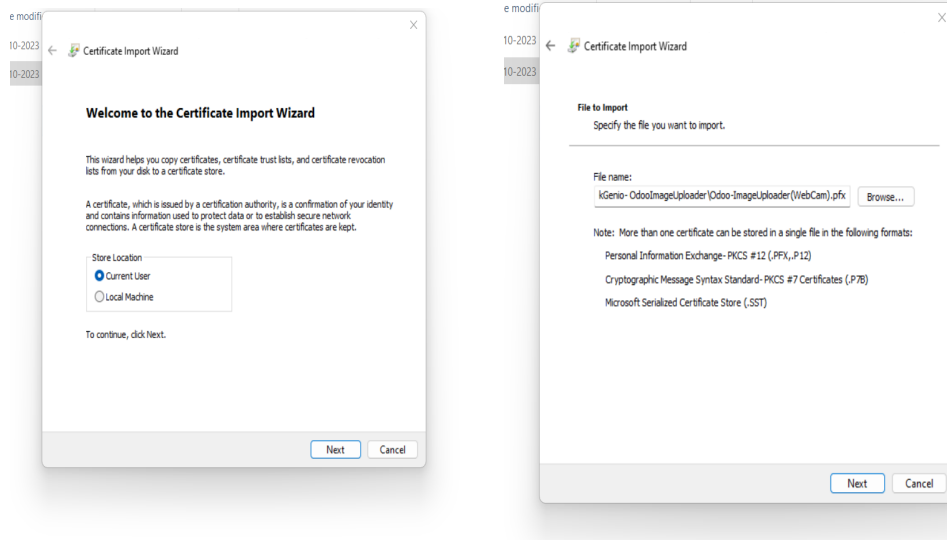 e modifi
10-2023
10-2023
Certificate Import Wizard
Welcome to the Certificate Import Wizard
This wizard helps you copy certificates, certificate trust lists, and certificate revocation
lists from your disk to a certificate store.
A certificate, which is issued by a certification authority, is a confirmation of your identity
and contains information used to protect data or to establish secure network
connections. A certificate store is the system area where certificates are kept.
Store Location
Current User
Local Machine
To continue, click Next.
Next
Cancel
e modifi
10-2023
10-2023
Certificate Import Wizard
File to Import
Specify the file you want to import.
File name:
kGenio- OdooImageUploader\Odoo-ImageUploader(WebCam).pfx
Browse...
Note: More than one certificate can be stored in a single file in the following formats:
Personal Information Exchange- PKCS #12 (.PFX,.P12)
Cryptographic Message Syntax Standard- PKCS #7 Certificates (.P7B)
Microsoft Serialized Certificate Store (.SST)
Next
Cancel